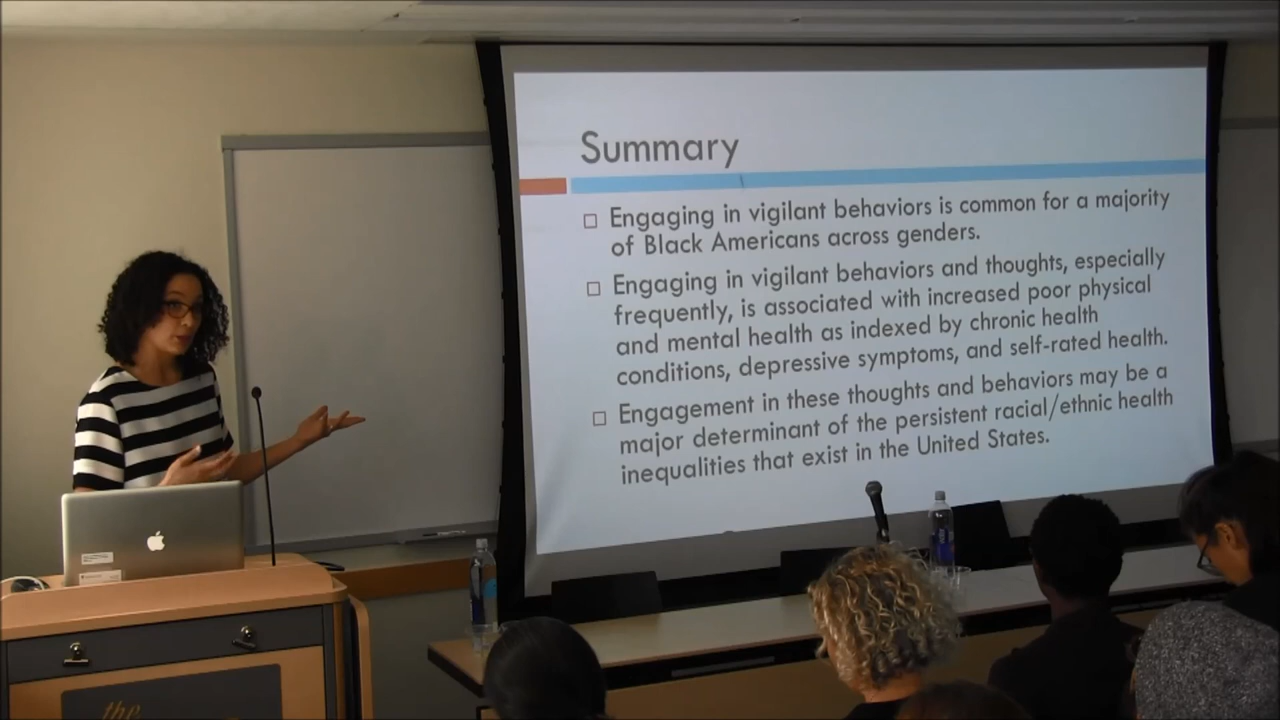 Summary
Engaging in vigilant behaviors is common for a majority
of Black Americans across genders.
Engaging in vigilant behaviors and thoughts, especially
frequently, is associated with increased poor physical
and mental health as indexed by chronic health
conditions, depressive symptoms, and self-rated health.
Engagement in these thoughts and behaviors may be a
major determinant of the persistent racial/ethnic health
inequalities that exist in the United States.
the